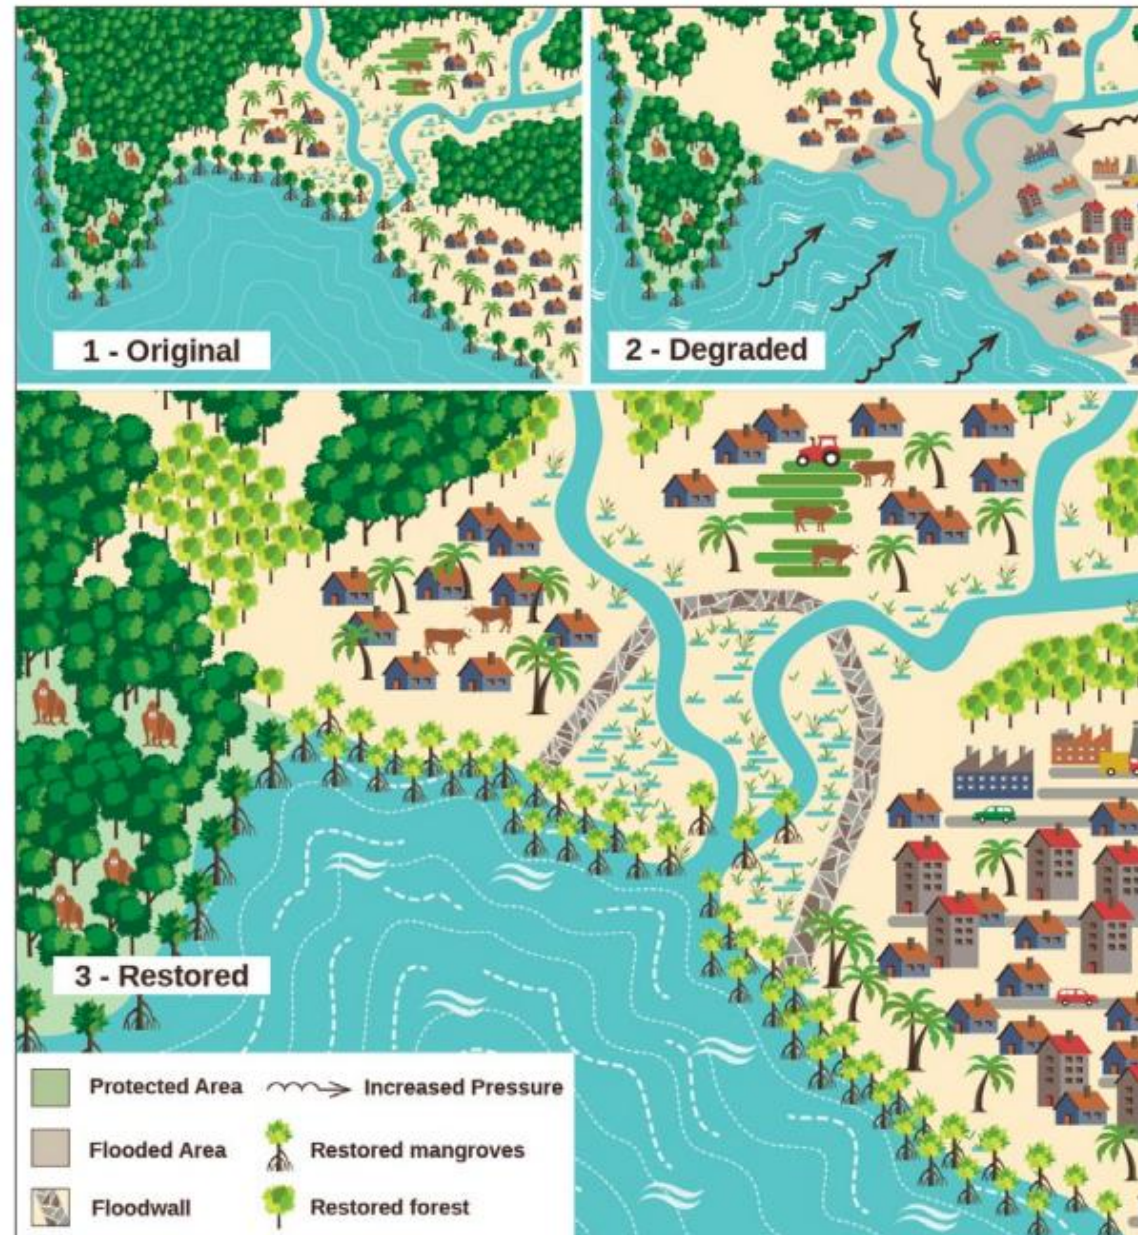 1 - Original
2 - Degraded
3 - Restored
Protected Area
Increased Pressure
Flooded Area
Restored mangroves
Floodwall
Restored forest